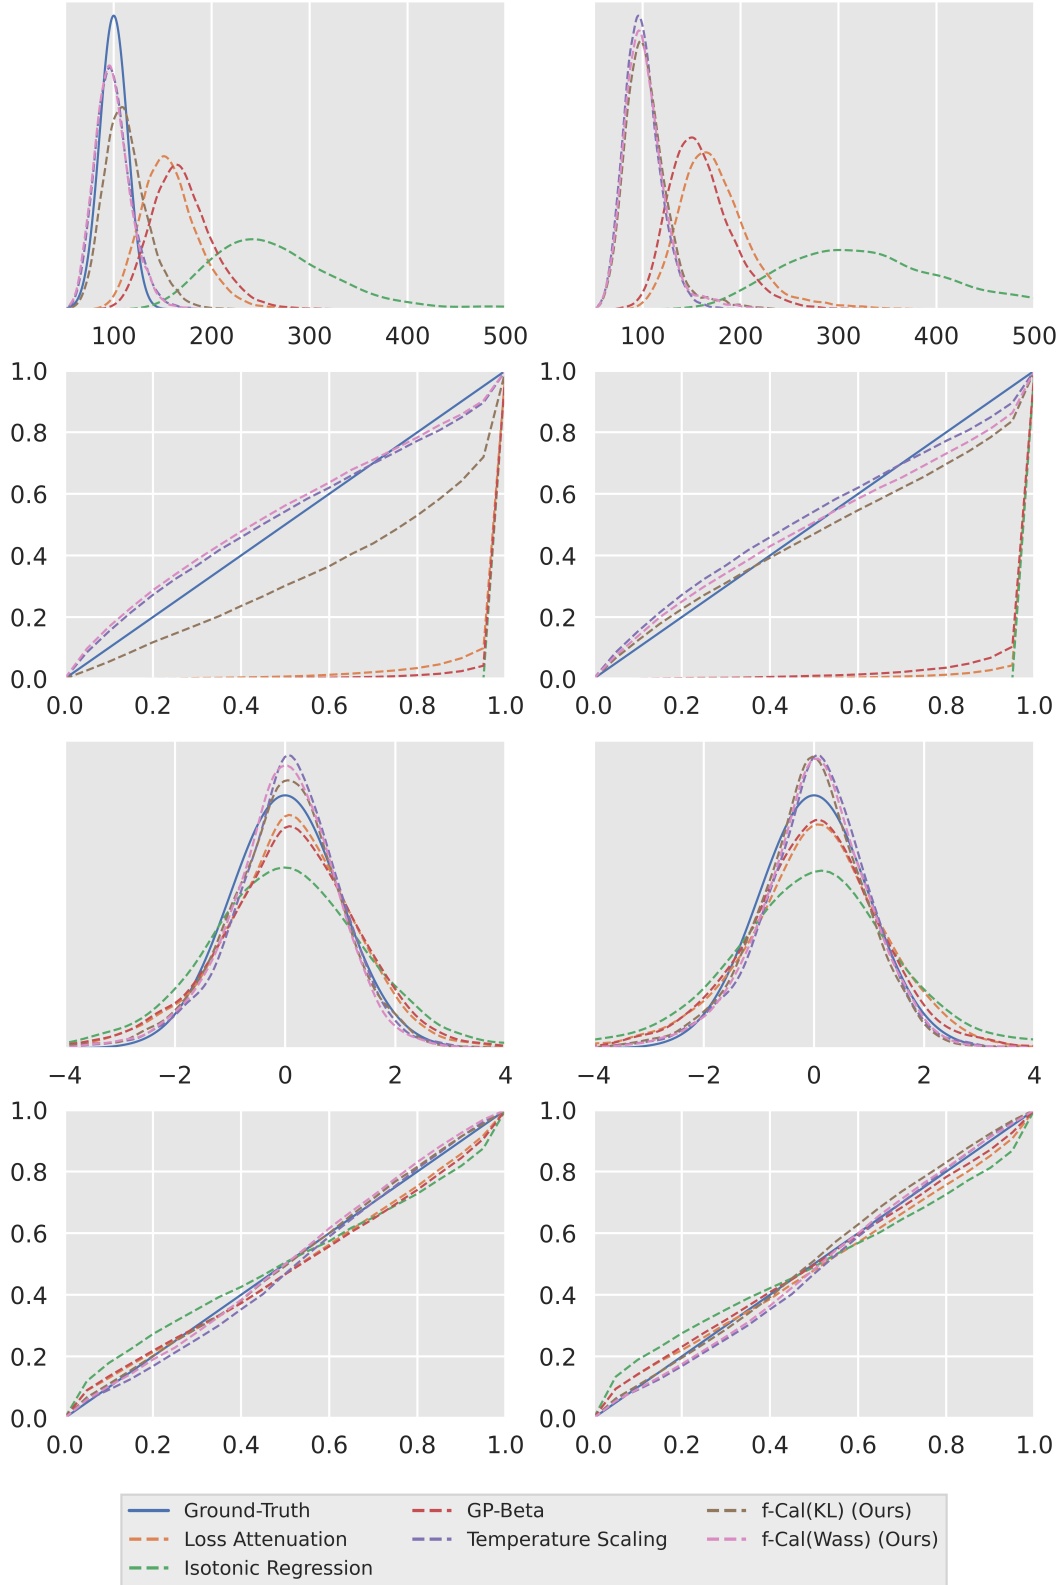 100 200 300 400 500 100 200 300 400 500
1.0 1.0
0.8 0.8
0.6 0.6
0.4 0.4
0.2 0.2
0.0 0.0
0.0 0.2 0.4 0.6 0.8 1.0 0.0 0.2 0.4 0.6 0.8 1.0
−4 −2 0 2 4 −4 −2 0 2 4
1.0 1.0
0.8 0.8
0.6 0.6
0.4 0.4
0.2 0.2
0.0 0.0
0.0 0.2 0.4 0.6 0.8 1.0 0.0 0.2 0.4 0.6 0.8 1.0
Ground-Truth GP-Beta f-Cal(KL) (Ours)
Loss Attenuation Temperature Scaling f-Cal(Wass) (Ours)
Isotonic Regression